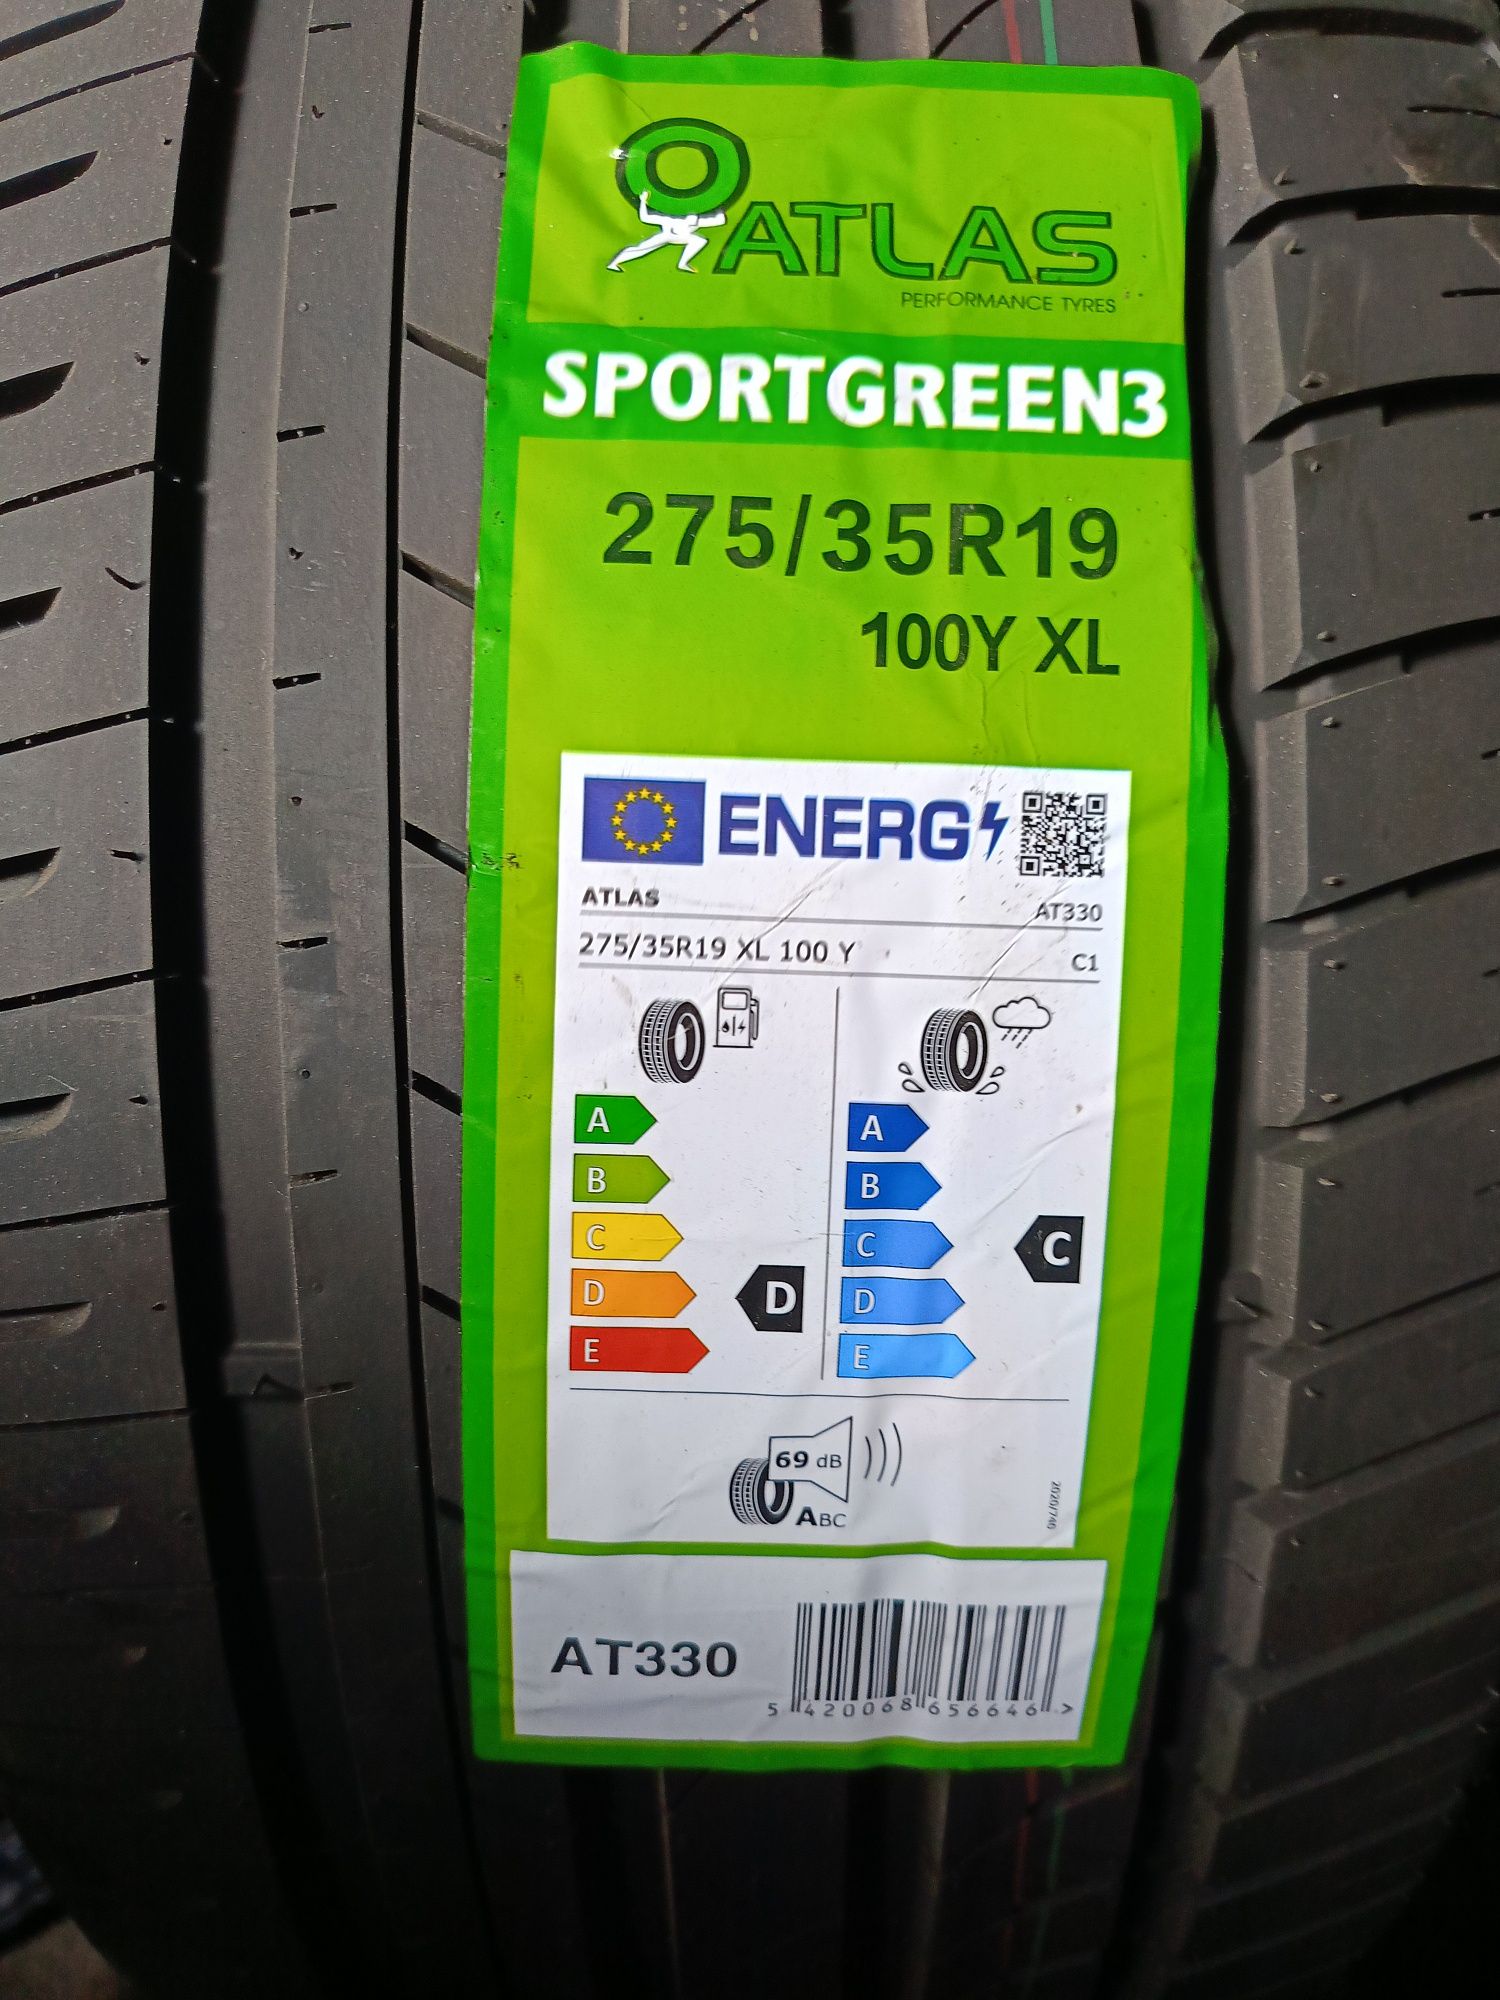 ATLAS
PERFORMANCE TYRES
SPORTGREEN3
275/35R19
100Y XL
ENERG
ATLAS AT330
275/35R19 XL 100 Y C1
A A
B B
C C C
D D D
E E
69 dB
ABC
2020/740
AT330
5 420068 656646 >